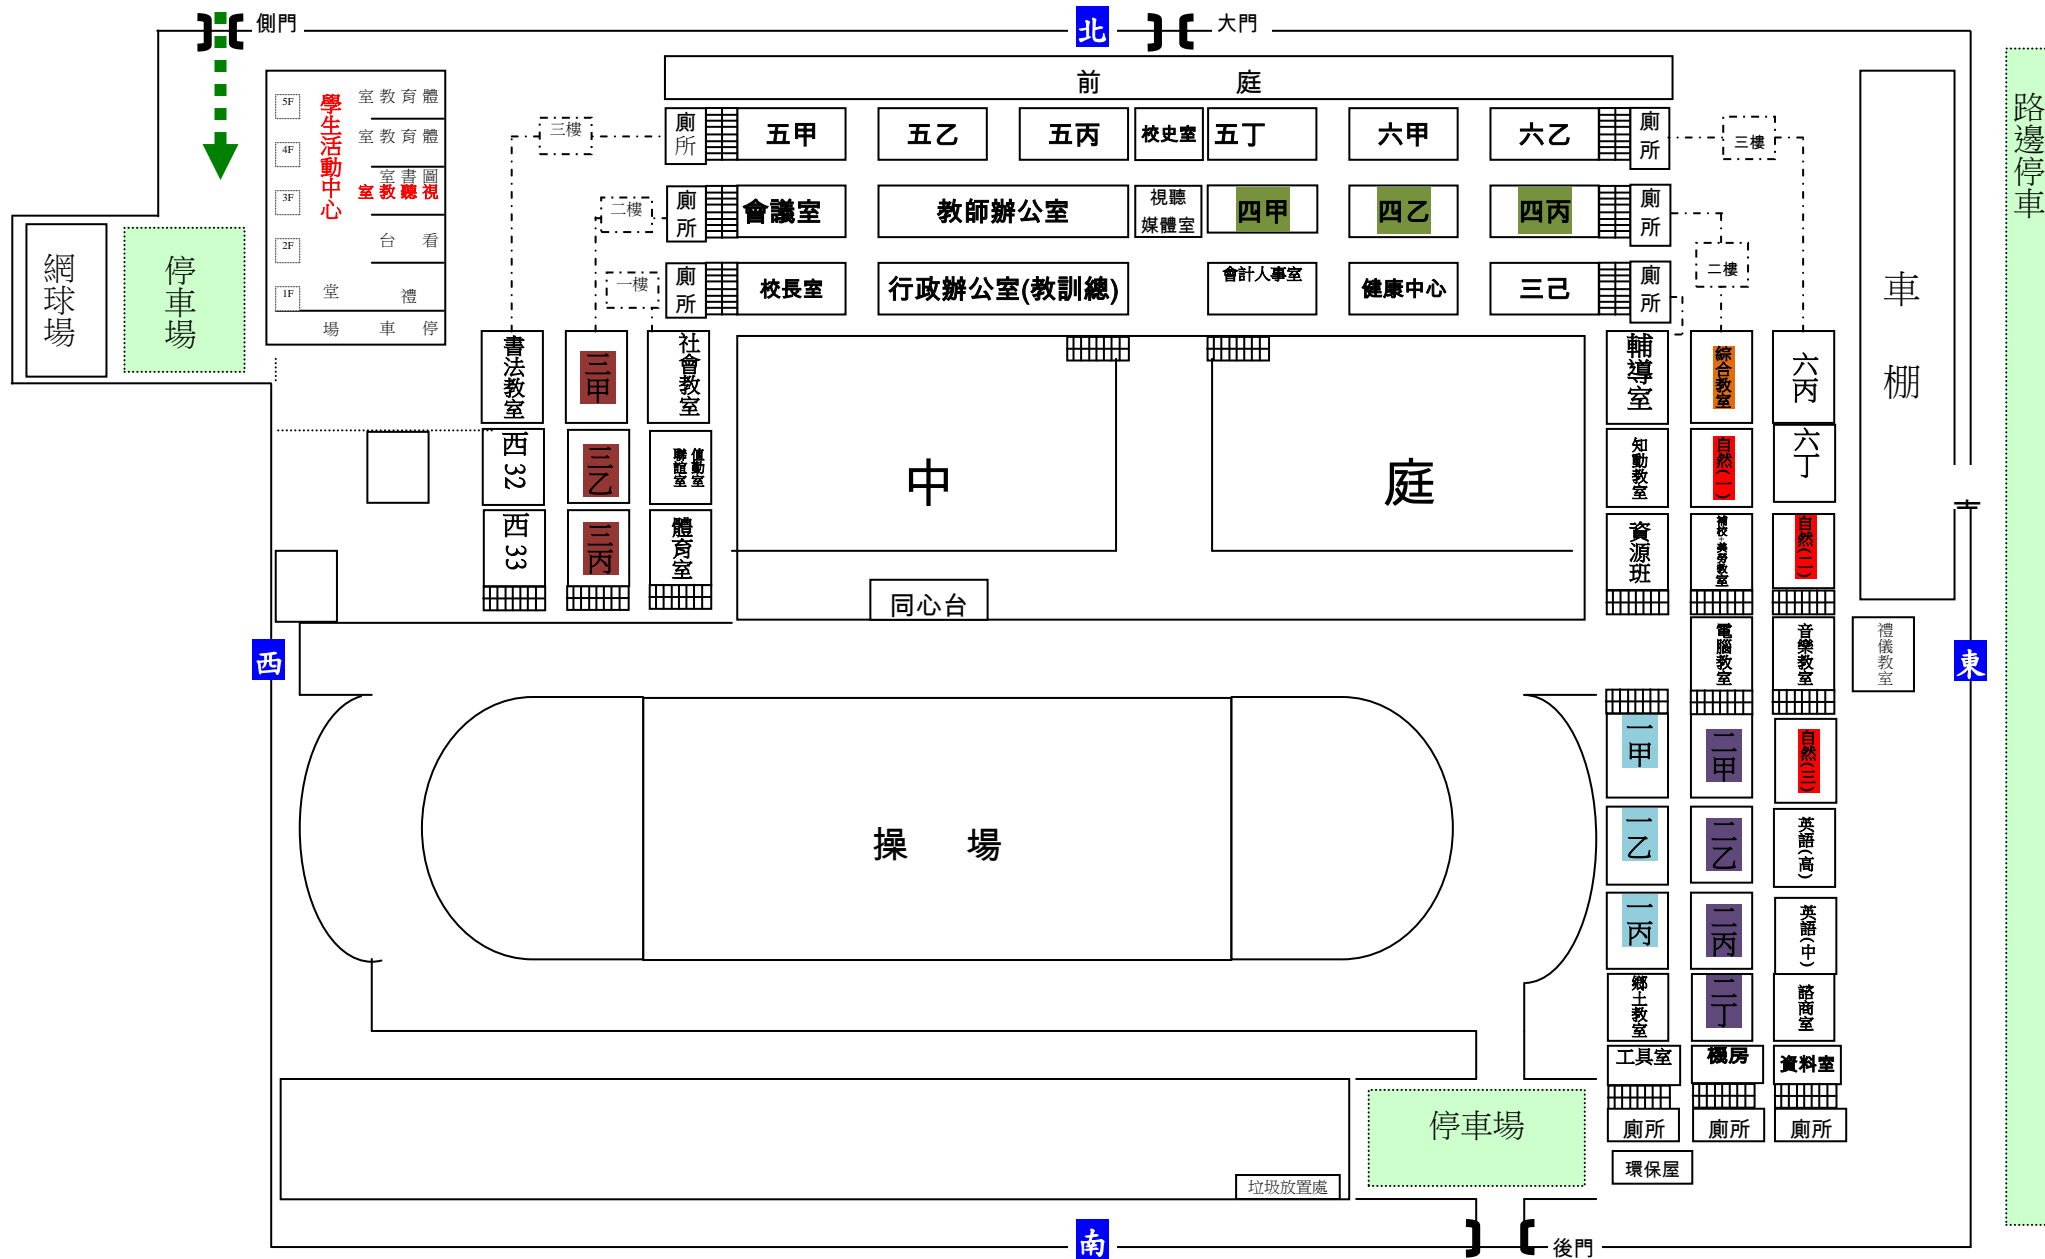 側門
北
大門
前 庭
路邊停車
5F
體育教室
4F
體育教室
3F
圖書室
視聽教室
2F
看台
1F
禮堂
停車場
學生活動中心
網球場
停車場
三樓
廁所
五甲
五乙
五丙
校史室
五丁
六甲
六乙
廁所
三樓
二樓
廁所
會議室
教師辦公室
視聽
媒體室
四甲
四乙
四丙
廁所
二樓
一樓
廁所
校長室
行政辦公室(教訓總)
會計人事室
健康中心
三己
廁所
車棚
書法教室
三甲
社會教室
輔導室
綜合教室
六丙
西32
三乙
值勤室
聯誼室
中 庭
知動教室
自然(一)
六丁
西33
三丙
體育室
資源班
補校+美勞教室
自然(二)
同心台
西
電腦教室
音樂教室
禮儀教室
東
一甲
二甲
自然(三)
操 場
一乙
二乙
英語(高)
一丙
二丙
英語(中)
鄉土教室
二丁
諮商室
工具室
機房
資料室
停車場
廁所
廁所
廁所
環保屋
垃圾放置處
南
後門